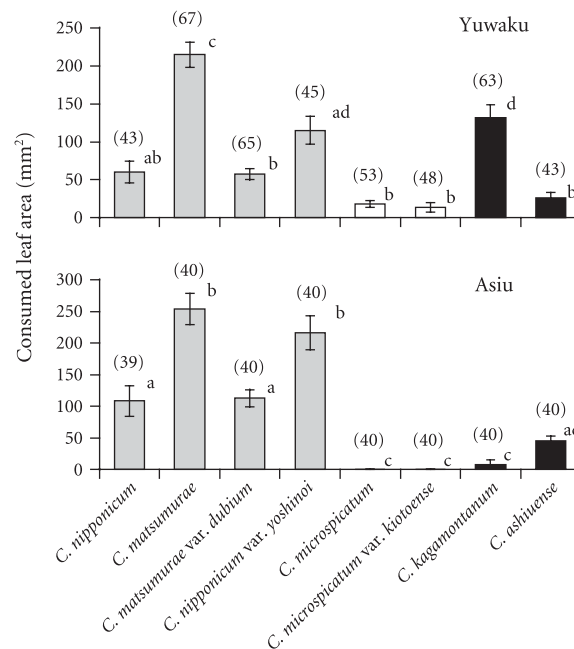 Yuwaku
Consumed leaf area (mm²)
250
200
150
100
50
0
(43)
ab
(67)
c
(65)
b
(45)
ad
(53)
b
(48)
b
(63)
d
(43)
b
Asiu
300
250
200
150
100
50
0
(39)
a
(40)
b
(40)
a
(40)
b
(40)
c
(40)
c
(40)
c
(40)
ac
C. nipponicum
C. matsumurae
C. matsumurae var. dubium
C. nipponicum var. yoshinoi
C. microspicatum
C. microspicatum var. kiotoense
C. kagamontanum
C. ashiuense